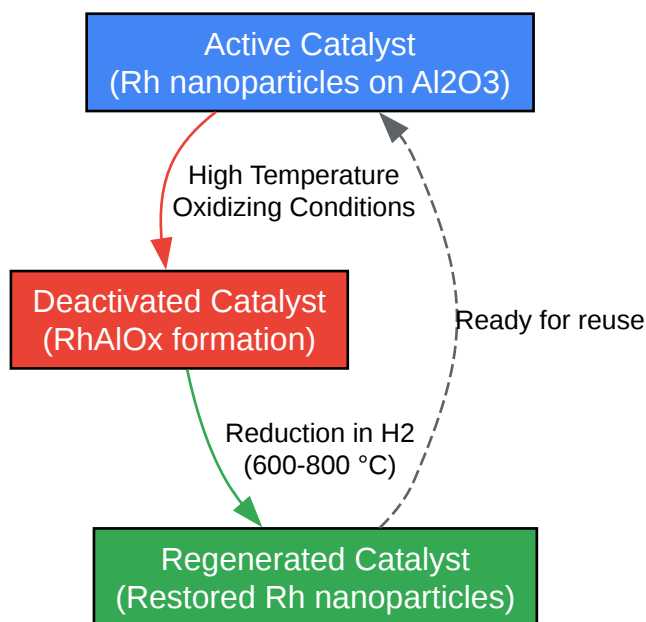 Active Catalyst
(Rh nanoparticles on Al2O3)
High Temperature
Oxidizing Conditions
Deactivated Catalyst
(RhAlOx formation)
Ready for reuse
Reduction in H2
(600-800 °C)
Regenerated Catalyst
(Restored Rh nanoparticles)